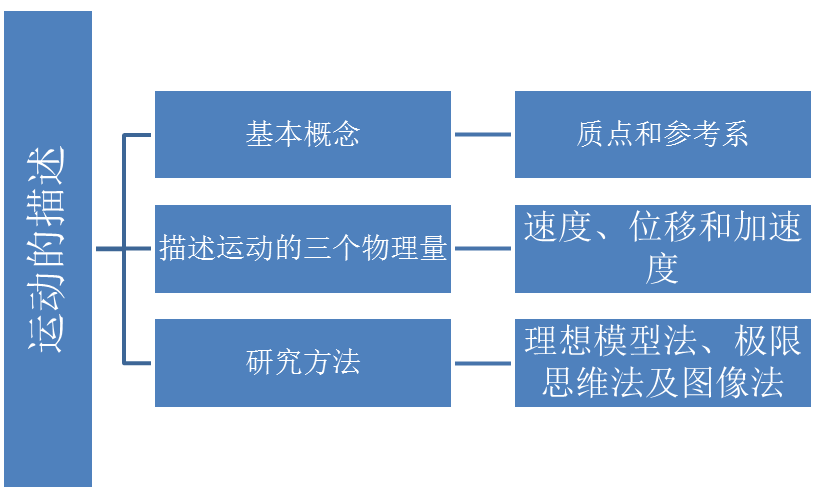 运动的描述
基本概念
质点和参考系
描述运动的三个物理量
速度、位移和加速
度
研究方法
理想模型法、极限
思维法及图像法